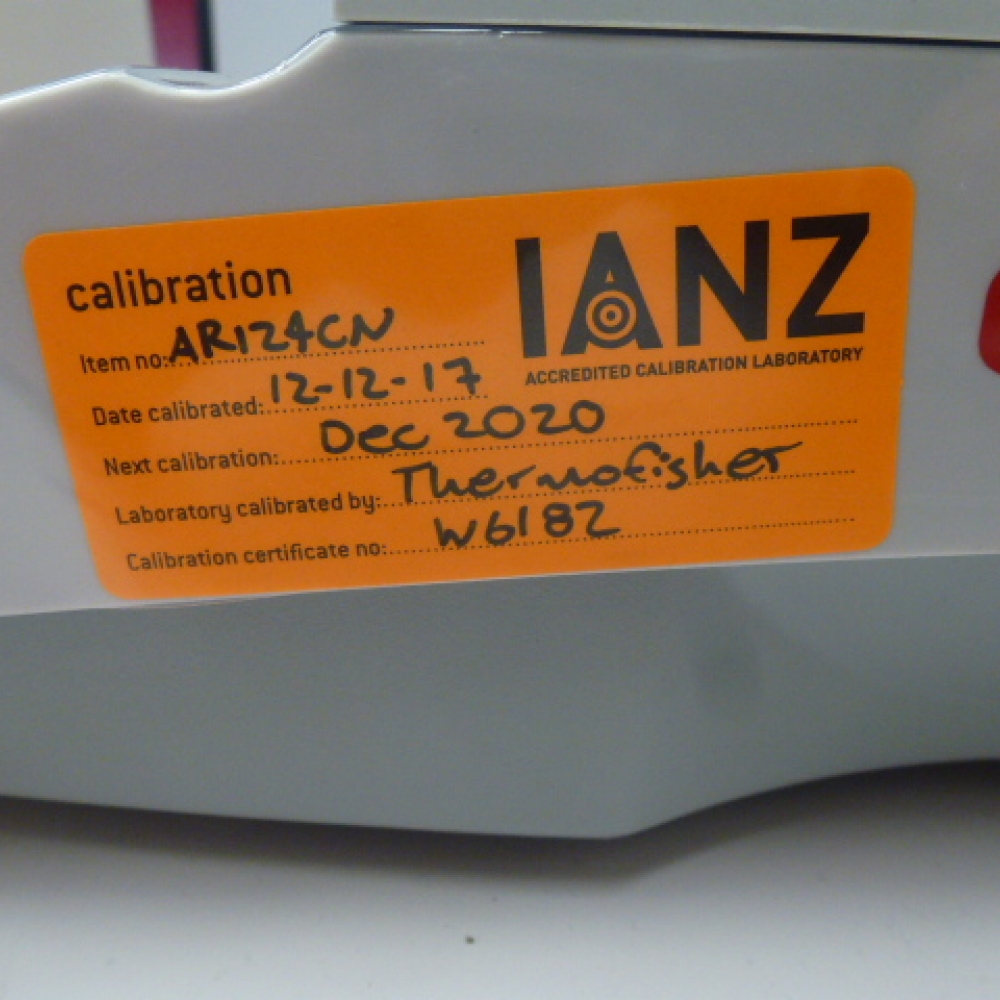 IANZ
ACCREDITED CALIBRATION LABORATORY
calibration
Item no: AR124CN
Date calibrated: 12-12-17
Next calibration: Dec 2020
Laboratory calibrated by: Thermofisher
Calibration certificate no: W6182